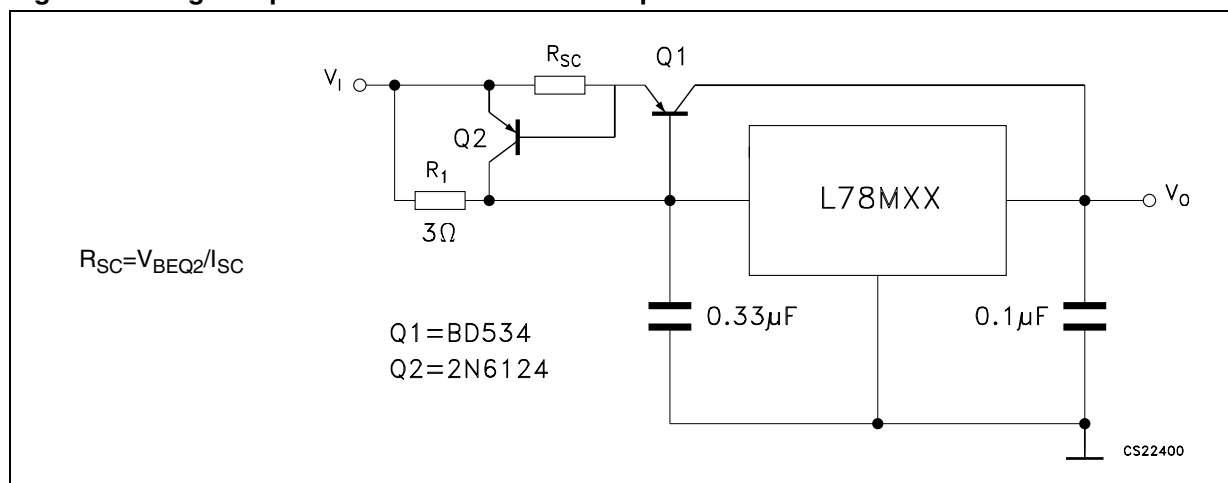 R_SC
Q1
V_I
Q2
R_1
3Ω
L78MXX
V_O
R_SC=V_BEQ2/I_SC
0.33µF
0.1µF
Q1=BD534
Q2=2N6124
CS22400